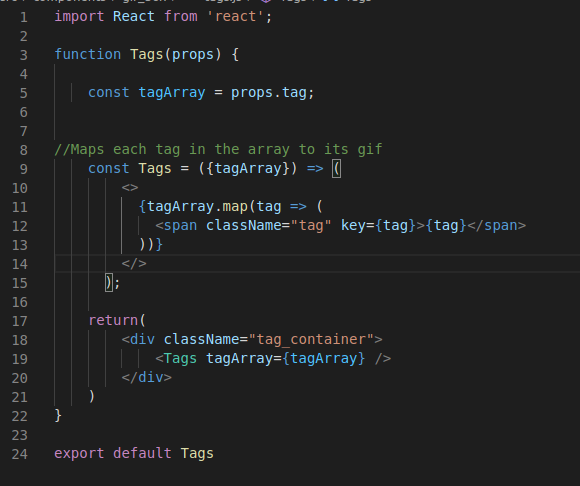 1 import React from 'react';
2
3 function Tags(props) {
4
5 const tagArray = props.tag;
6
7
8 //Maps each tag in the array to its gif
9 const Tags = ({tagArray}) => (
10 <>
11 {tagArray.map(tag => (
12 <span className="tag" key={tag}>{tag}</span>
13 ))}
14 </>
15 );
16
17 return(
18 <div className="tag_container">
19 <Tags tagArray={tagArray} />
20 </div>
21 )
22 }
23
24 export default Tags